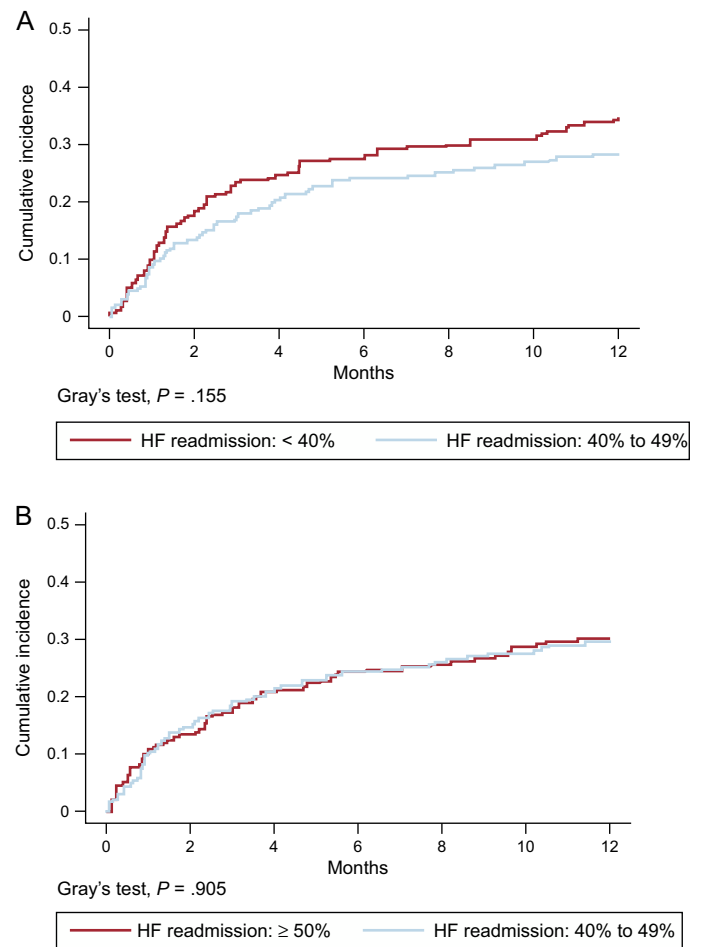 A
0.5
0.4
0.3
0.2
0.1
0
Cumulative incidence
0 2 4 6 8 10 12
Months
Gray's test, P = .155
HF readmission: < 40% HF readmission: 40% to 49%
B
0.5
0.4
0.3
0.2
0.1
0
Cumulative incidence
0 2 4 6 8 10 12
Months
Gray's test, P = .905
HF readmission: ≥ 50% HF readmission: 40% to 49%